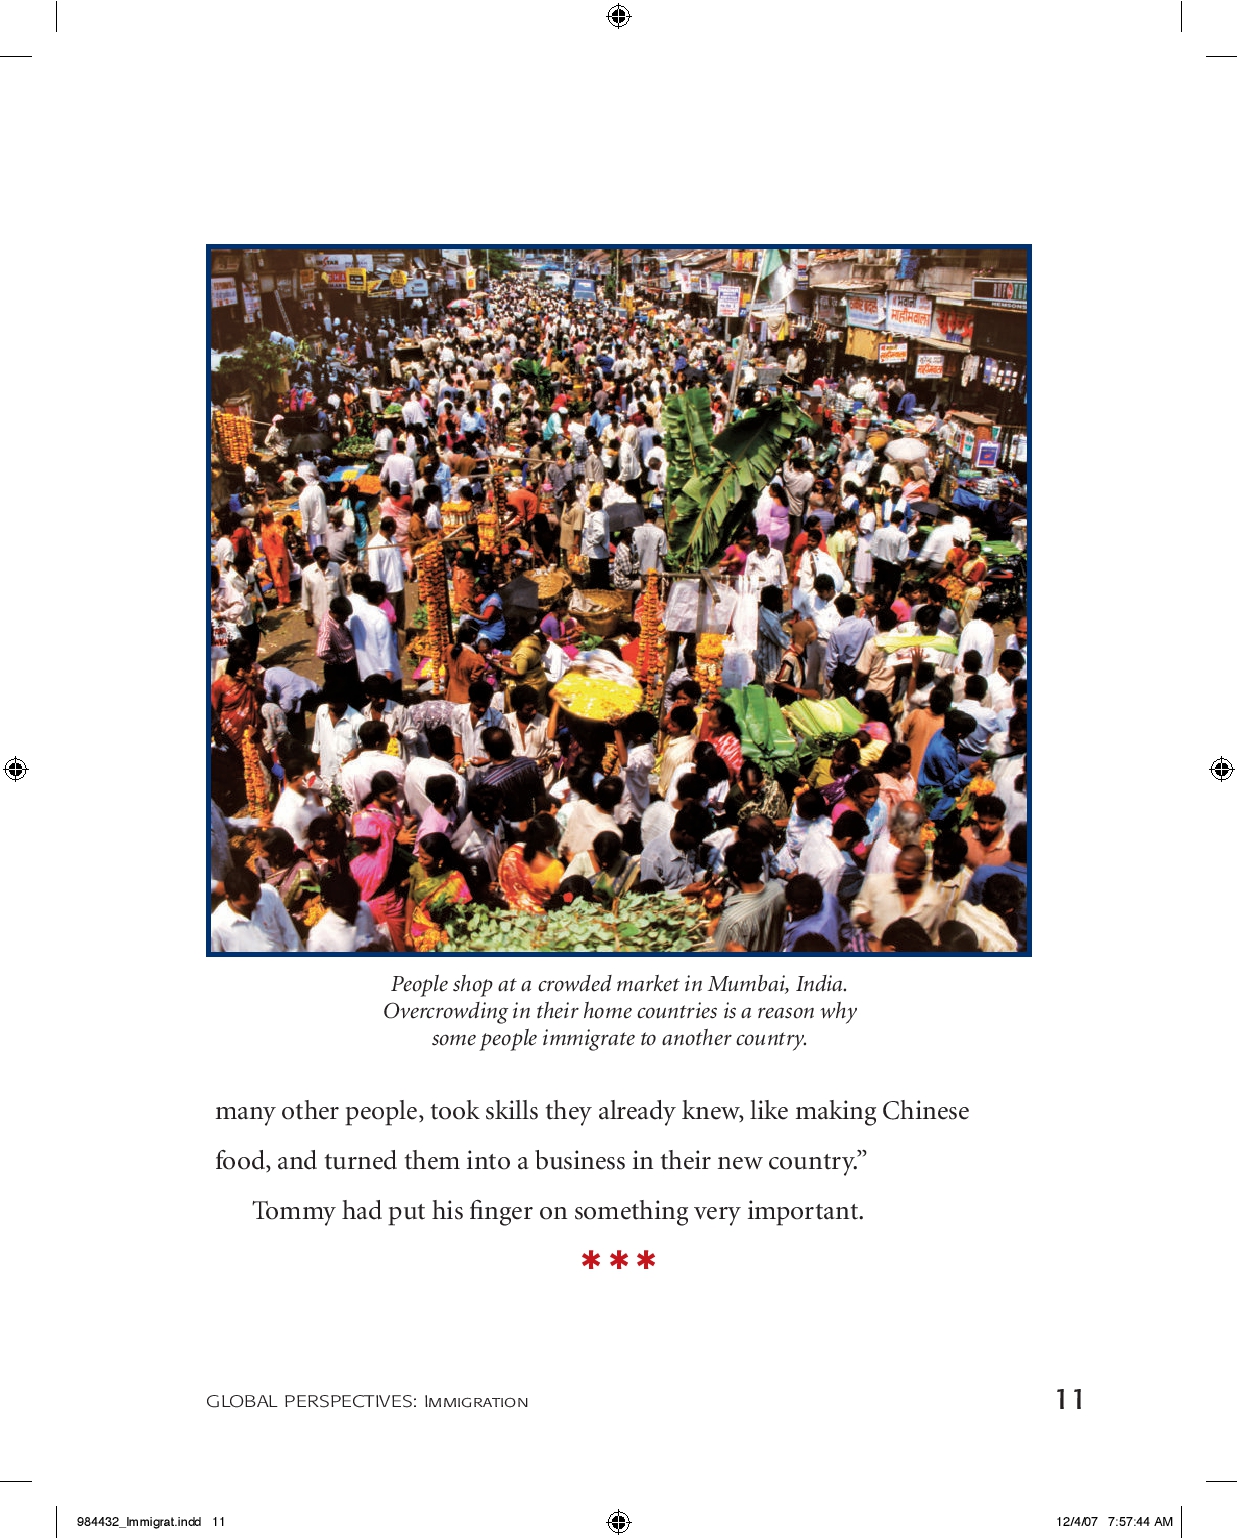 माहीमवाला
People shop at a crowded market in Mumbai, India.
Overcrowding in their home countries is a reason why
some people immigrate to another country.
many other people, took skills they already knew, like making Chinese
food, and turned them into a business in their new country.”
Tommy had put his finger on something very important.
***
GLOBAL PERSPECTIVES: IMMIGRATION
11
984432_Immigrat.indd 11
12/4/07 7:57:44 AM